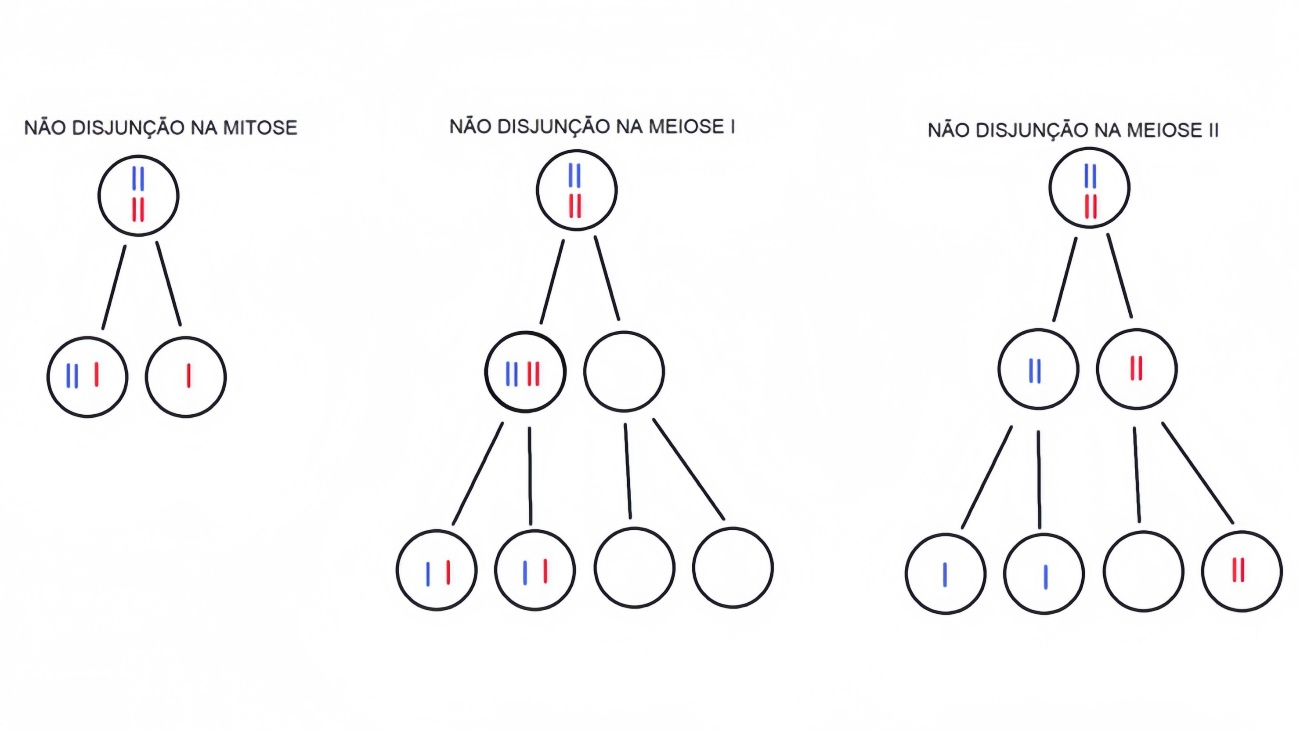 NÃO DISJUNÇÃO NA MITOSE
NÃO DISJUNÇÃO NA MEIOSE I
NÃO DISJUNÇÃO NA MEIOSE II